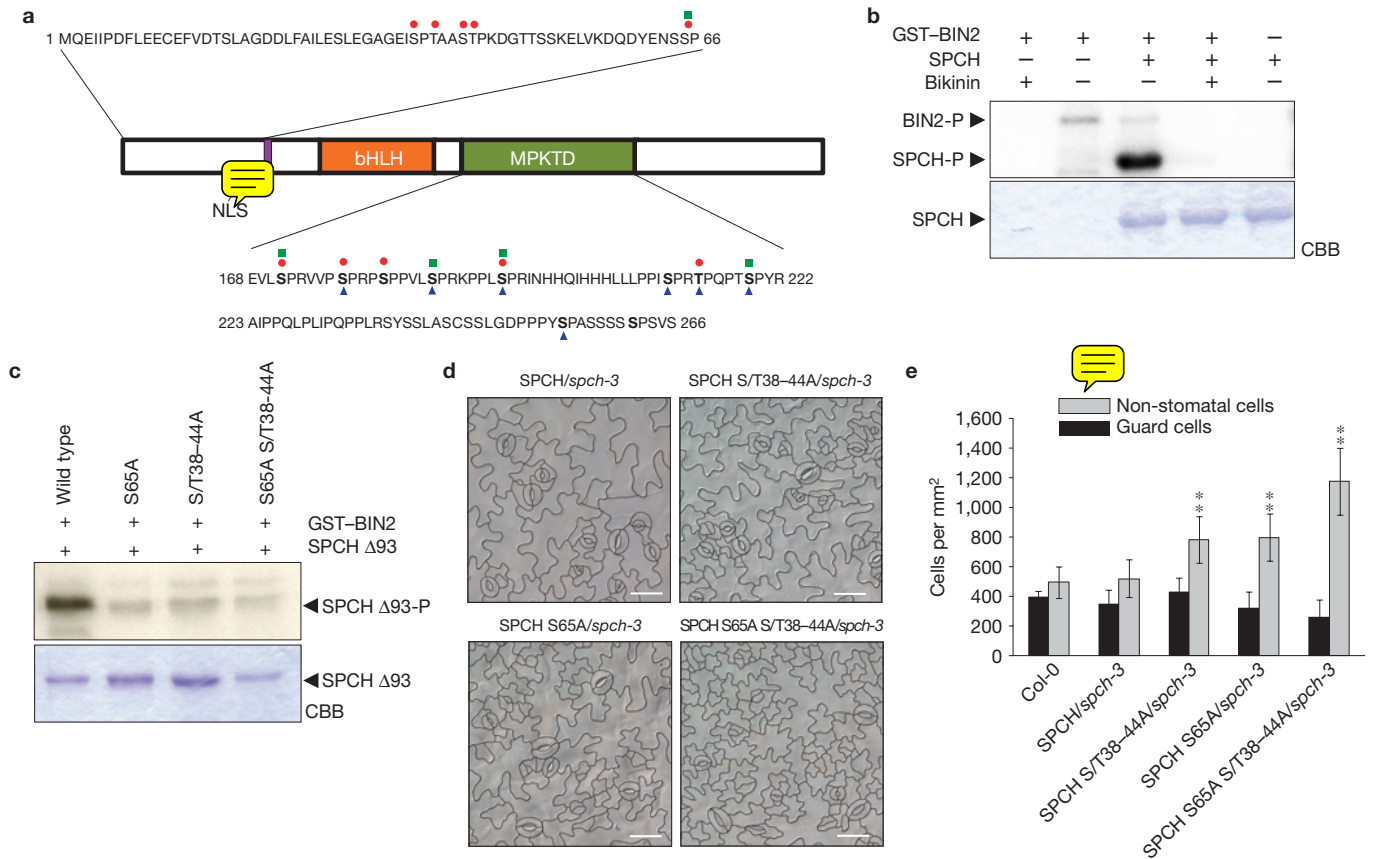 a
1 MQEIIPDFLEECEFVDTSLAGDDLFAILESLEGAGEISPTAASTPKDGTTSSKELVKDQDYENSSP 66
bHLH
MPKTD
NLS
168 EVLSPRVVPSPRPSPPVLSPRKPPLSPRINHHQIHHHLLLPPISPRTPQPTSPYR 222
223 AIPPQLPLIPQPPLRSYSSLASCSSLGDPPPYSPASSSS SPSVS 266
b
GST–BIN2 + + + + –
SPCH – – + + +
Bikinin + – – + –
BIN2-P
SPCH-P
SPCH
CBB
c
Wild type
S65A
S/T38–44A
S65A S/T38–44A
+ + + + GST–BIN2
+ + + + SPCH Δ93
SPCH Δ93-P
SPCH Δ93
CBB
d
SPCH/spch-3
SPCH S/T38–44A/spch-3
SPCH S65A/spch-3
SPCH S65A S/T38–44A/spch-3
e
Non-stomatal cells
Guard cells
Cells per mm²
1,600
1,400
1,200
1,000
800
600
400
200
0
**
**
**
Col-0
SPCH/spch-3
SPCH S/T38–44A/spch-3
SPCH S65A/spch-3
SPCH S65A S/T38–44A/spch-3